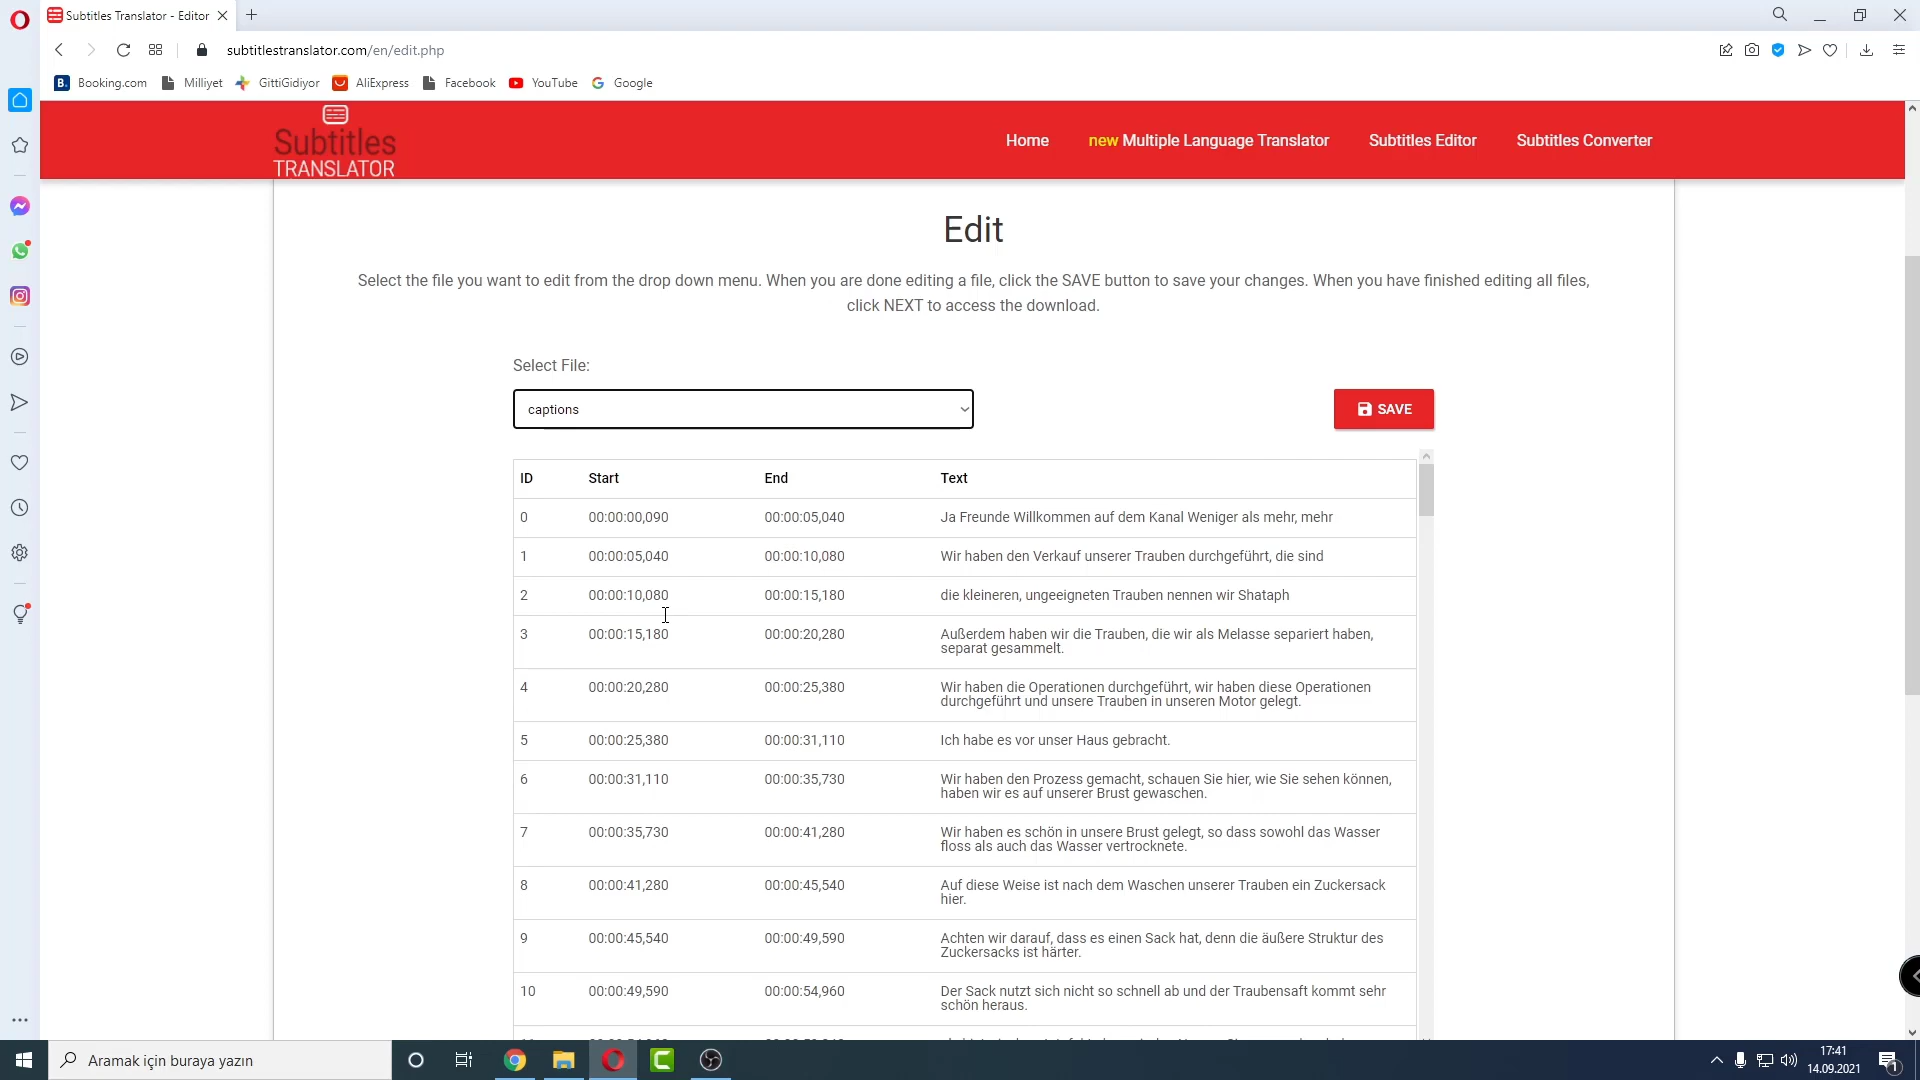 Subtitles Translator - Editor
subtitlestranslator.com/en/edit.php
B. Booking.com Milliyet GittiGidiyor AliExpress Facebook YouTube Google
Subtitles
TRANSLATOR
Home new Multiple Language Translator Subtitles Editor Subtitles Converter
Edit
Select the file you want to edit from the drop down menu. When you are done editing a file, click the SAVE button to save your changes. When you have finished editing all files,
click NEXT to access the download.
Select File:
captions
SAVE
ID Start End Text
0 00:00:00,090 00:00:05,040 Ja Freunde Willkommen auf dem Kanal Weniger als mehr, mehr
1 00:00:05,040 00:00:10,080 Wir haben den Verkauf unserer Trauben durchgeführt, die sind
2 00:00:10,080 00:00:15,180 die kleineren, ungeeigneten Trauben nennen wir Shataph
3 00:00:15,180 00:00:20,280 Außerdem haben wir die Trauben, die wir als Melasse separiert haben,
separat gesammelt.
4 00:00:20,280 00:00:25,380 Wir haben die Operationen durchgeführt, wir haben diese Operationen
durchgeführt und unsere Trauben in unseren Motor gelegt.
5 00:00:25,380 00:00:31,110 Ich habe es vor unser Haus gebracht.
6 00:00:31,110 00:00:35,730 Wir haben den Prozess gemacht, schauen Sie hier, wie Sie sehen können,
haben wir es auf unserer Brust gewaschen.
7 00:00:35,730 00:00:41,280 Wir haben es schön in unsere Brust gelegt, so dass sowohl das Wasser
floss als auch das Wasser vertrocknete.
8 00:00:41,280 00:00:45,540 Auf diese Weise ist nach dem Waschen unserer Trauben ein Zuckersack
hier.
9 00:00:45,540 00:00:49,590 Achten wir darauf, dass es einen Sack hat, denn die äußere Struktur des
Zuckersacks ist härter.
10 00:00:49,590 00:00:54,960 Der Sack nutzt sich nicht so schnell ab und der Traubensaft kommt sehr
schön heraus.
Aramak için buraya yazın
17:41
14.09.2021
1